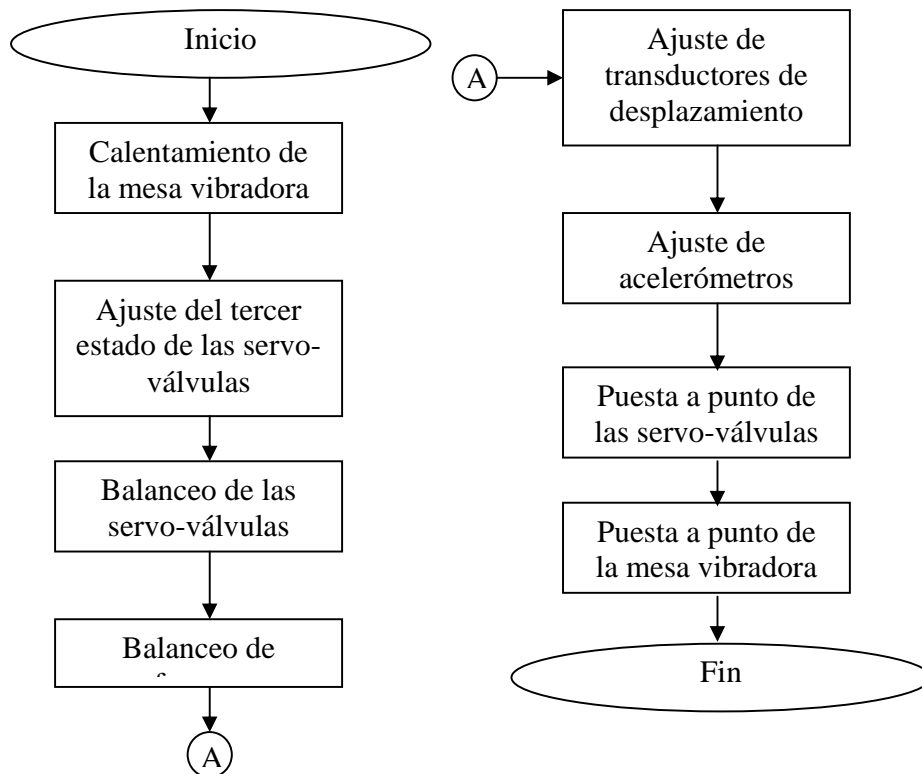 Inicio
Calentamiento de
la mesa vibradora
Ajuste del tercer
estado de las servo-
válvulas
Balanceo de las
servo-válvulas
Balanceo de
A
A
Ajuste de
transductores de
desplazamiento
Ajuste de
acelerómetros
Puesta a punto de
las servo-válvulas
Puesta a punto de
la mesa vibradora
Fin